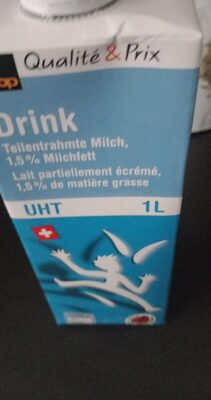 Qualité & Prix
op
Drink
Teilentrahmte Milch,
1,5% Milchfett
Lait partiellement écrémé,
1,5% de matière grasse
UHT 1L